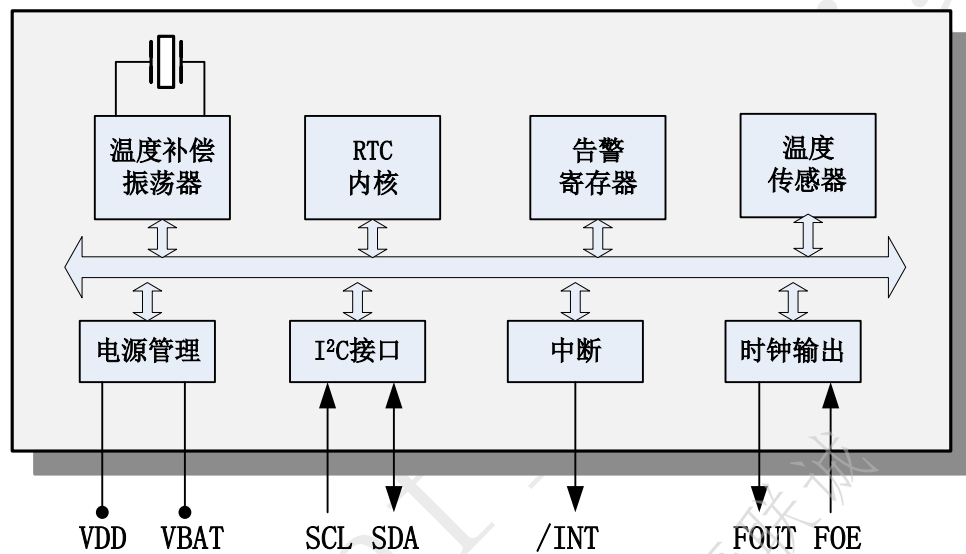 温度补偿
振荡器
RTC
内核
告警
寄存器
温度
传感器
电源管理
I²C接口
中断
时钟输出
VDD
VBAT
SCL
SDA
/INT
FOUT
FOE
联诚